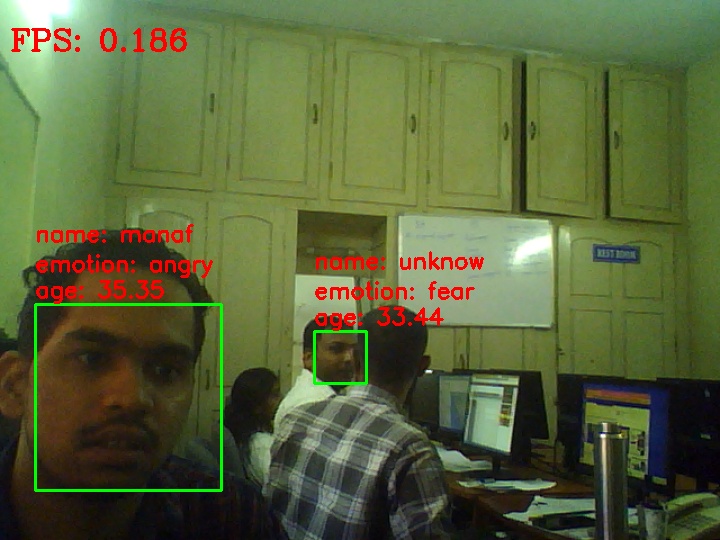 FPS: 0.186
name: manaf
emotion: angry
age: 35.35
name: unknow
emotion: fear
age: 33.44
REST ROOM